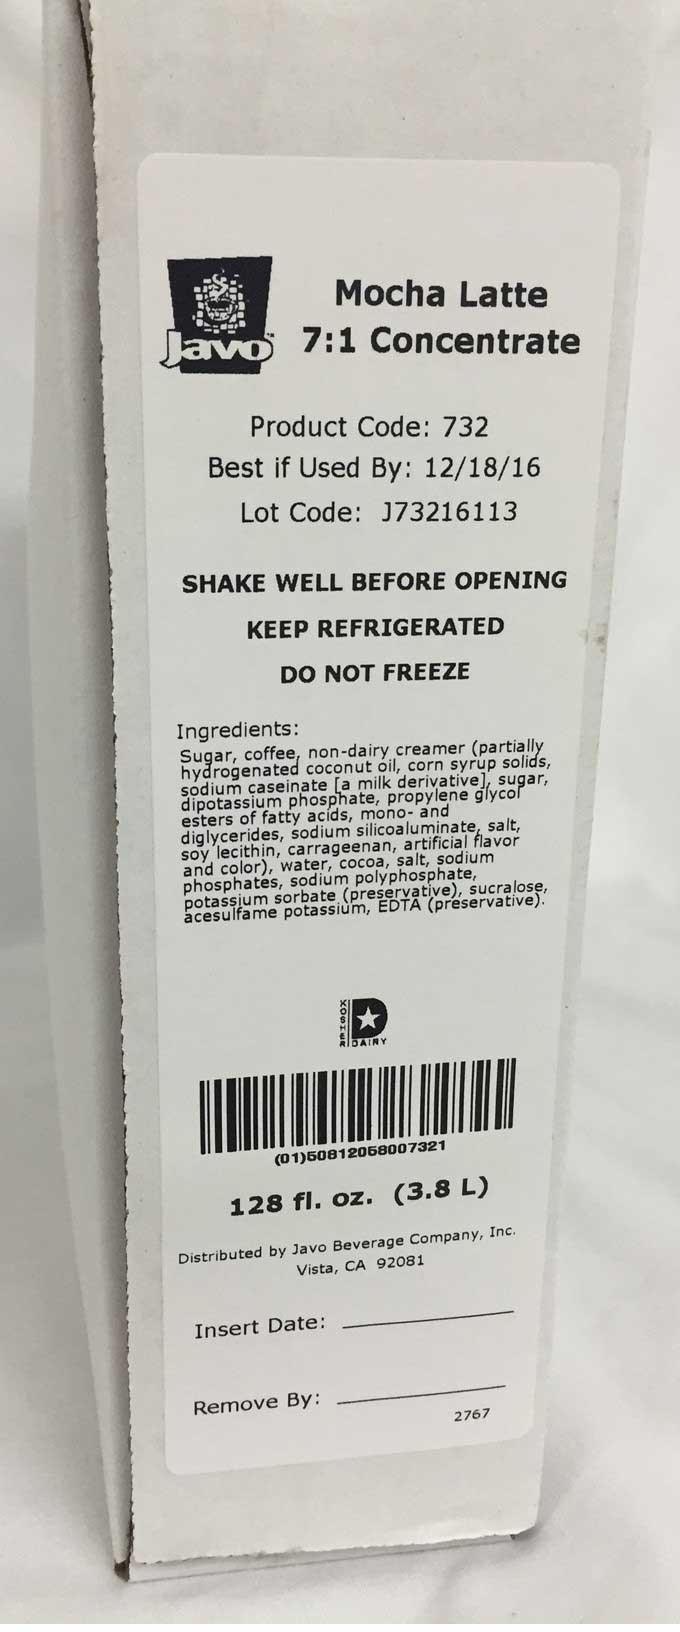 Javo™
Mocha Latte
7:1 Concentrate
Product Code: 732
Best if Used By: 12/18/16
Lot Code: J73216113
SHAKE WELL BEFORE OPENING
KEEP REFRIGERATED
DO NOT FREEZE
Ingredients:
Sugar, coffee, non-dairy creamer (partially
hydrogenated coconut oil, corn syrup solids,
sodium caseinate [a milk derivative], sugar,
dipotassium phosphate, propylene glycol
esters of fatty acids, mono- and
diglycerides, sodium silicoaluminate, salt,
soy lecithin, carrageenan, artificial flavor
and color), water, cocoa, salt, sodium
phosphates, sodium polyphosphate,
potassium sorbate (preservative), sucralose,
acesulfame potassium, EDTA (preservative).
KOSHER
D
DAIRY
(01)50812058007321
128 fl. oz. (3.8 L)
Distributed by Javo Beverage Company, Inc.
Vista, CA 92081
Insert Date:
Remove By:
2767